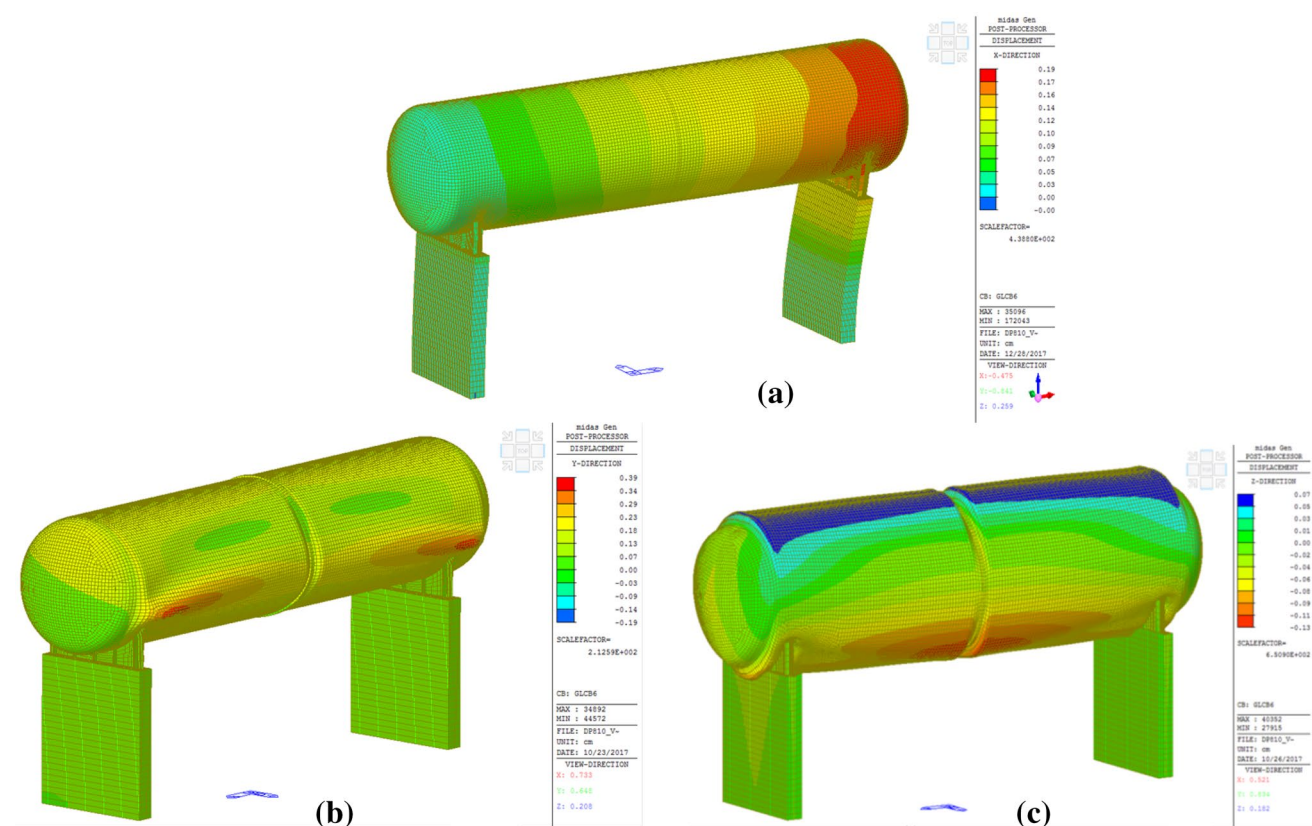 midas Gen
POST-PROCESSOR
DISPLACEMENT
X-DIRECTION
0.19
0.17
0.16
0.14
0.12
0.10
0.09
0.07
0.05
0.03
0.02
-0.00
SCALEFACTOR=
4.3880E+002
CB: GLCB6
MAX : 35096
MIN : 172043
FILE: DP810_V~
UNIT: cm
DATE: 12/28/2017
VIEW-DIRECTION
X:-0.475
Z: 0.259
(a)
midas Gen
POST-PROCESSOR
DISPLACEMENT
Y-DIRECTION
0.39
0.34
0.29
0.23
0.18
0.13
0.07
0.00
-0.03
-0.09
-0.14
-0.19
SCALEFACTOR=
2.1259E+002
CB: GLCB6
MAX : 34892
MIN : 44572
FILE: DP810_V~
UNIT: cm
DATE: 10/23/2017
VIEW-DIRECTION
X: 0.733
Z: 0.208
(b)
midas Gen
POST-PROCESSOR
DISPLACEMENT
Z-DIRECTION
0.07
0.05
0.03
0.01
0.00
-0.02
-0.04
-0.06
-0.08
-0.09
-0.11
-0.13
SCALEFACTOR=
6.5090E+002
CB: GLCB6
MAX : 40352
MIN : 27915
FILE: DP810_V~
UNIT: cm
DATE: 10/26/2017
VIEW-DIRECTION
X: 0.521
Z: 0.182
(c)